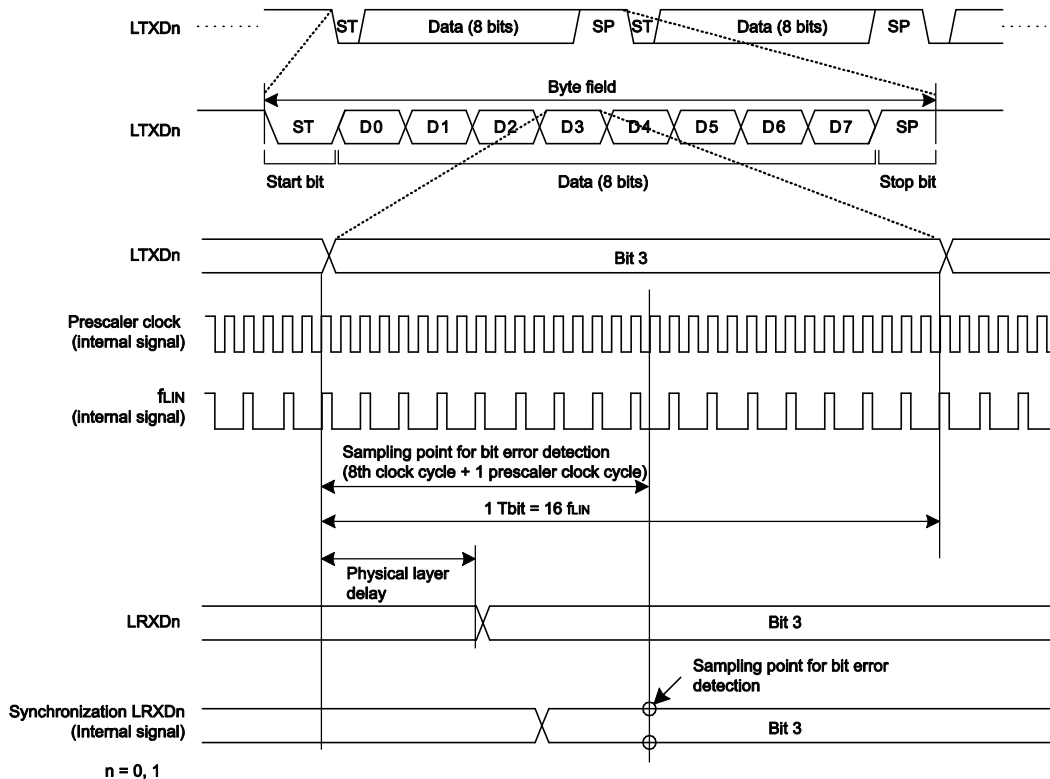 LTXDn
ST
Data (8 bits)
SP
ST
Data (8 bits)
SP
Byte field
LTXDn
ST
D0
D1
D2
D3
D4
D5
D6
D7
SP
Start bit
Data (8 bits)
Stop bit
LTXDn
Bit 3
Prescaler clock
(internal signal)
fLIN
(internal signal)
Sampling point for bit error detection
(8th clock cycle + 1 prescaler clock cycle)
1 Tbit = 16 fLIN
Physical layer
delay
LRXDn
Bit 3
Sampling point for bit error
detection
Synchronization LRXDn
(Internal signal)
Bit 3
n = 0, 1